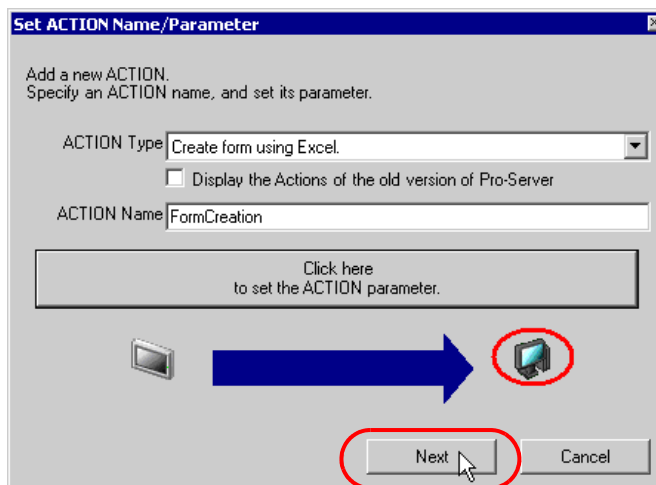 Set ACTION Name/Parameter
Add a new ACTION.
Specify an ACTION name, and set its parameter.
ACTION Type Create form using Excel.
Display the Actions of the old version of Pro-Server
ACTION Name FormCreation
Click here
to set the ACTION parameter.
Next Cancel